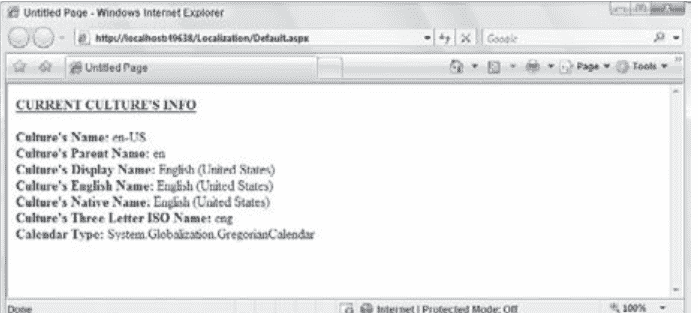 Untitled Page - Windows Internet Explorer
http://localhost:49638/Localization/Default.aspx
Google
Untitled Page
Page
Tools
CURRENT CULTURE'S INFO
Culture's Name: en-US
Culture's Parent Name: en
Culture's Display Name: English (United States)
Culture's English Name: English (United States)
Culture's Native Name: English (United States)
Culture's Three Letter ISO Name: eng
Calendar Type: System.Globalization.GregorianCalendar
Done
Internet | Protected Mode: Off
100%